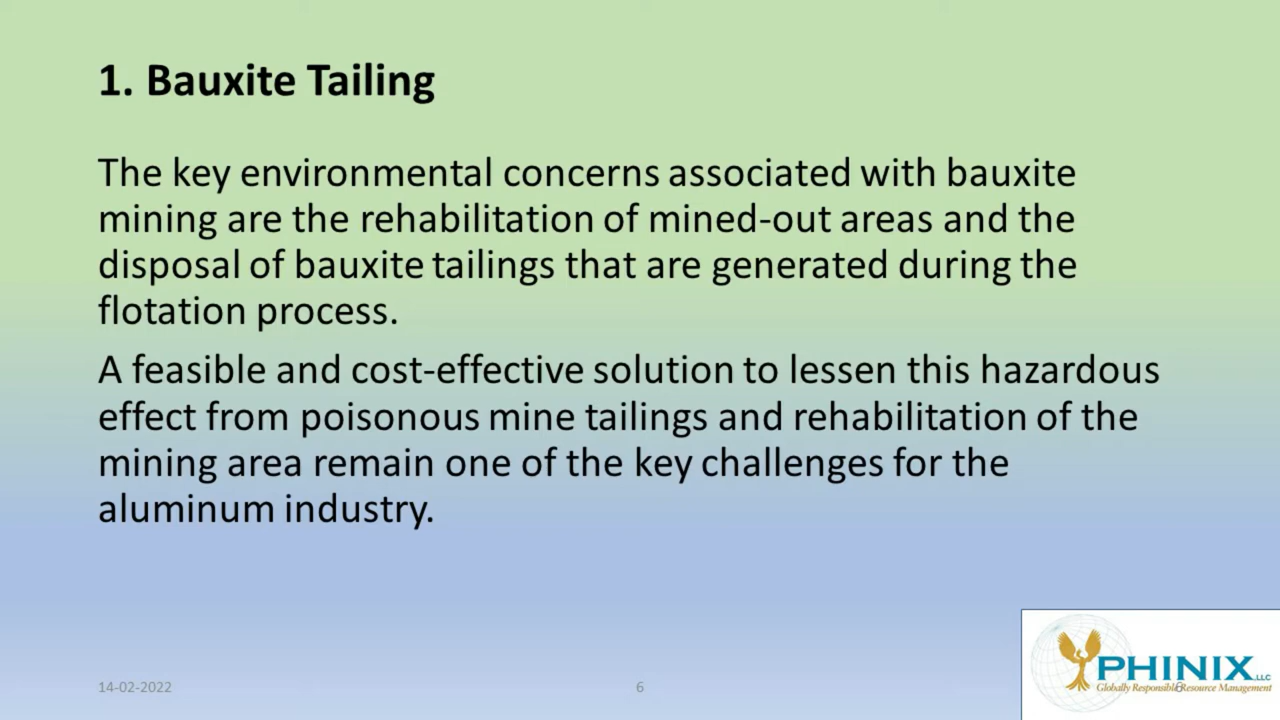 1. Bauxite Tailing
The key environmental concerns associated with bauxite
mining are the rehabilitation of mined-out areas and the
disposal of bauxite tailings that are generated during the
flotation process.
A feasible and cost-effective solution to lessen this hazardous
effect from poisonous mine tailings and rehabilitation of the
mining area remain one of the key challenges for the
aluminum industry.
14-02-2022
6
PHINIX,LLC
Globally Responsible Resource Management
6